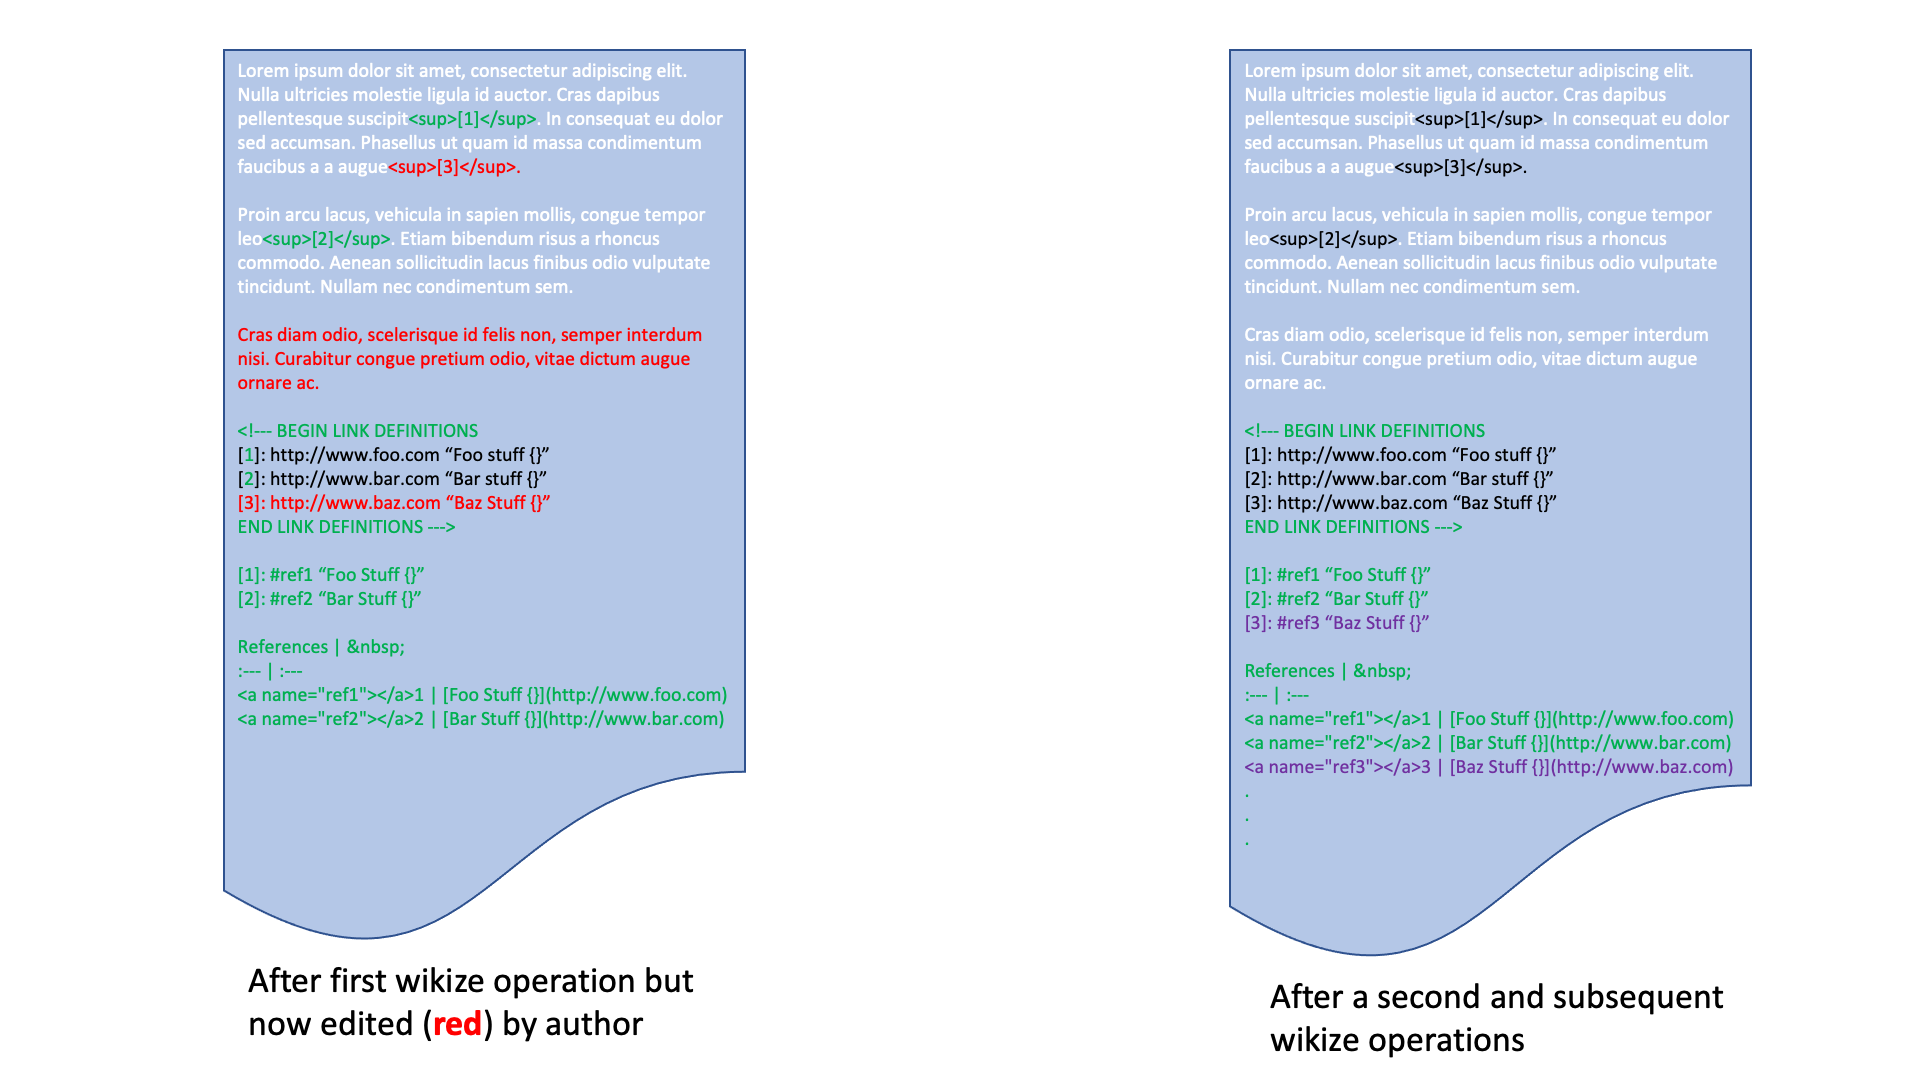 Lorem ipsum dolor sit amet, consectetur adipiscing elit.
Nulla ultricies molestie ligula id auctor. Cras dapibus
pellentesque suscipit<sup>[1]</sup>. In consequat eu dolor
sed accumsan. Phasellus ut quam id massa condimentum
faucibus a a augue<sup>[3]</sup>.
Proin arcu lacus, vehicula in sapien mollis, congue tempor
leo<sup>[2]</sup>. Etiam bibendum risus a rhoncus
commodo. Aenean sollicitudin lacus finibus odio vulputate
tincidunt. Nullam nec condimentum sem.
Cras diam odio, scelerisque id felis non, semper interdum
nisi. Curabitur congue pretium odio, vitae dictum augue
ornare ac.
<!--- BEGIN LINK DEFINITIONS
[1]: http://www.foo.com “Foo stuff {}”
[2]: http://www.bar.com “Bar stuff {}”
[3]: http://www.baz.com “Baz Stuff {}”
END LINK DEFINITIONS --->
[1]: #ref1 “Foo Stuff {}”
[2]: #ref2 “Bar Stuff {}”
References | &nbsp;
:--- | :---
<a name="ref1"></a>1 | [Foo Stuff {}](http://www.foo.com)
<a name="ref2"></a>2 | [Bar Stuff {}](http://www.bar.com)
After first wikize operation but
now edited (red) by author
Lorem ipsum dolor sit amet, consectetur adipiscing elit.
Nulla ultricies molestie ligula id auctor. Cras dapibus
pellentesque suscipit<sup>[1]</sup>. In consequat eu dolor
sed accumsan. Phasellus ut quam id massa condimentum
faucibus a a augue<sup>[3]</sup>.
Proin arcu lacus, vehicula in sapien mollis, congue tempor
leo<sup>[2]</sup>. Etiam bibendum risus a rhoncus
commodo. Aenean sollicitudin lacus finibus odio vulputate
tincidunt. Nullam nec condimentum sem.
Cras diam odio, scelerisque id felis non, semper interdum
nisi. Curabitur congue pretium odio, vitae dictum augue
ornare ac.
<!--- BEGIN LINK DEFINITIONS
[1]: http://www.foo.com “Foo stuff {}”
[2]: http://www.bar.com “Bar stuff {}”
[3]: http://www.baz.com “Baz Stuff {}”
END LINK DEFINITIONS --->
[1]: #ref1 “Foo Stuff {}”
[2]: #ref2 “Bar Stuff {}”
[3]: #ref3 “Baz Stuff {}”
References | &nbsp;
:--- | :---
<a name="ref1"></a>1 | [Foo Stuff {}](http://www.foo.com)
<a name="ref2"></a>2 | [Bar Stuff {}](http://www.bar.com)
<a name="ref3"></a>3 | [Baz Stuff {}](http://www.baz.com)
.
.
.
After a second and subsequent
wikize operations